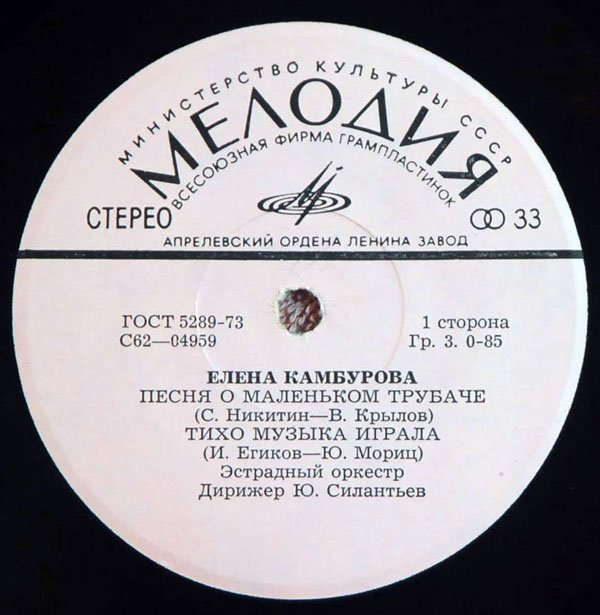 МИНИСТЕРСТВО КУЛЬТУРЫ СССР
МЕЛОДИЯ
ВСЕСОЮЗНАЯ ФИРМА ГРАМПЛАСТИНОК
СТЕРЕО 33
АПРЕЛЕВСКИЙ ОРДЕНА ЛЕНИНА ЗАВОД
ГОСТ 5289-73 1 сторона
С62—04959 Гр. 3. 0-85
ЕЛЕНА КАМБУРОВА
ПЕСНЯ О МАЛЕНЬКОМ ТРУБАЧЕ
(С. Никитин—В. Крылов)
ТИХО МУЗЫКА ИГРАЛА
(И. Егиков—Ю. Мориц)
Эстрадный оркестр
Дирижер Ю. Силантьев